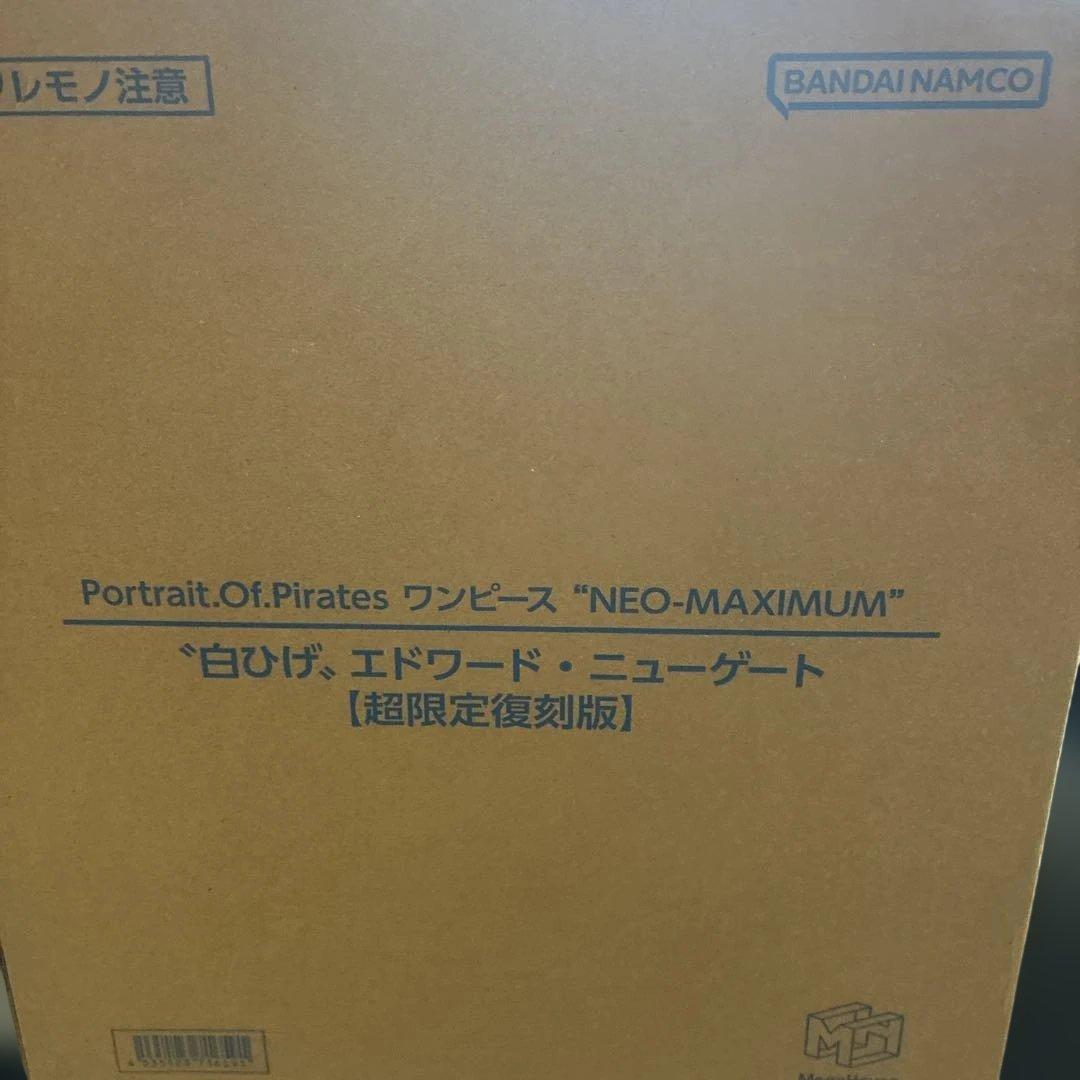 ワレモノ注意
BANDAI NAMCO
Portrait.Of.Pirates ワンピース “NEO-MAXIMUM”
〝白ひげ〟エドワード・ニューゲート
【超限定復刻版】
MH